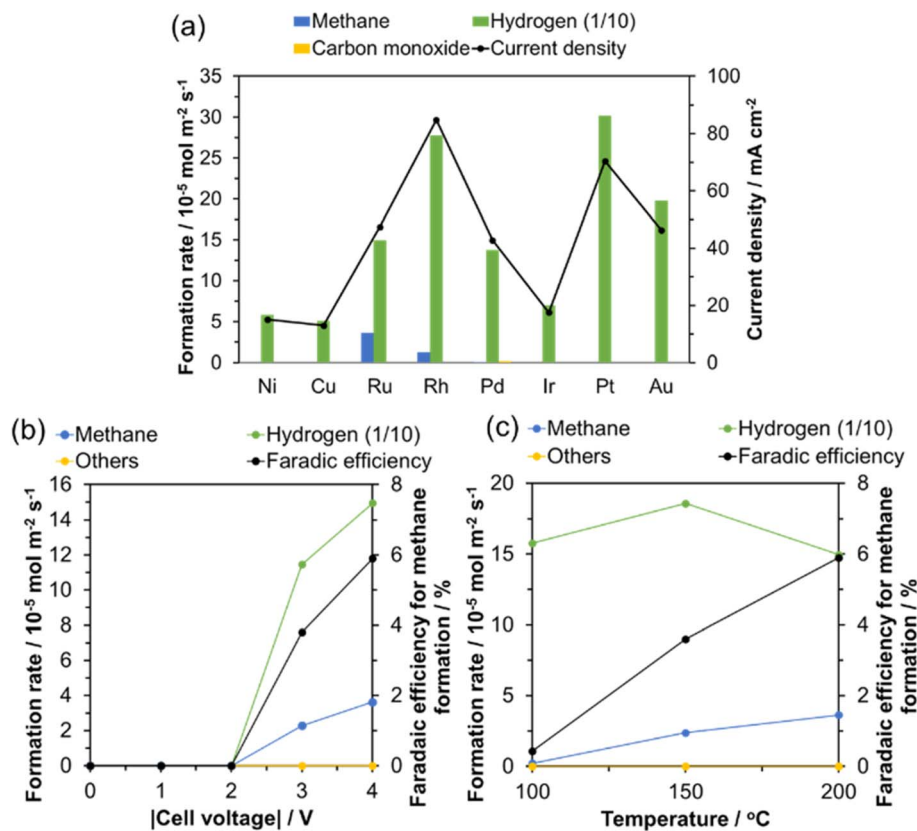 (a)
Methane
Hydrogen (1/10)
Carbon monoxide
Current density
Formation rate / 10⁻⁵ mol m⁻² s⁻¹
35
30
25
20
15
10
5
0
Ni Cu Ru Rh Pd Ir Pt Au
100
80
60
40
20
0
Current density / mA cm⁻²
(b)
Methane
Hydrogen (1/10)
Others
Faradic efficiency
Formation rate / 10⁻⁵ mol m⁻² s⁻¹
16
14
12
10
8
6
4
2
0
0 1 2 3 4
|Cell voltage| / V
8
6
4
2
0
Faradaic efficiency for methane
formation / %
(c)
Methane
Hydrogen (1/10)
Others
Faradic efficiency
Formation rate / 10⁻⁵ mol m⁻² s⁻¹
20
15
10
5
0
100 150 200
Temperature / ºC
8
6
4
2
0
Faradaic efficiency for methane
formation / %